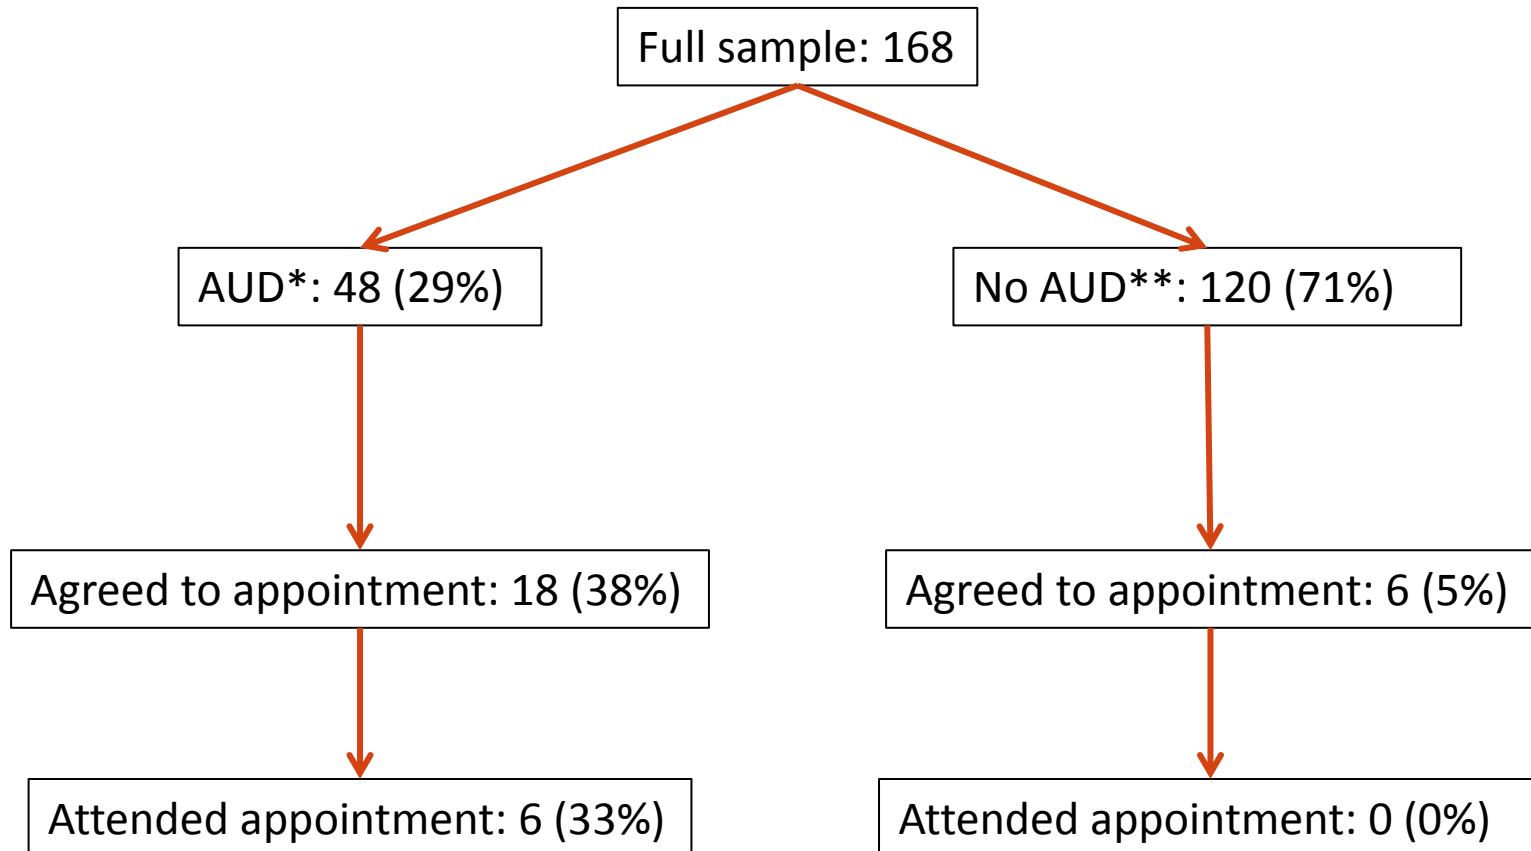 Full sample: 168
AUD*: 48 (29%)
No AUD**: 120 (71%)
Agreed to appointment: 18 (38%)
Agreed to appointment: 6 (5%)
Attended appointment: 6 (33%)
Attended appointment: 0 (0%)